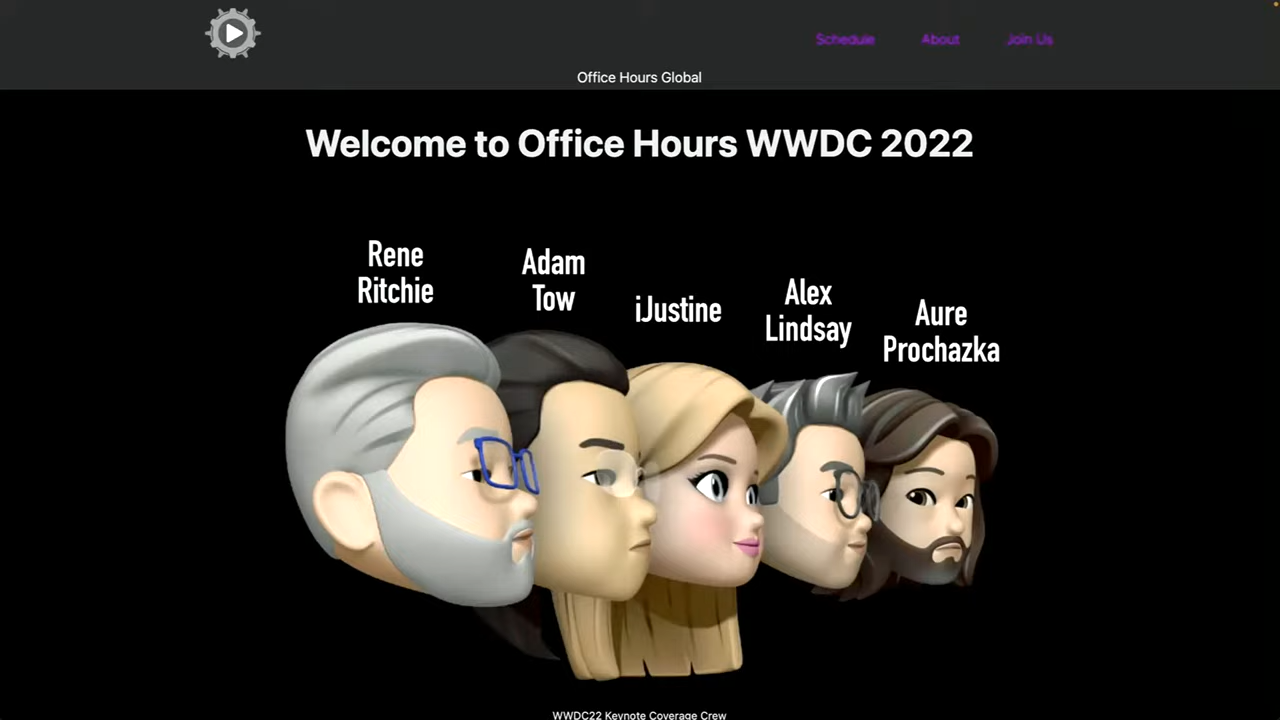 Schedule
About
Join Us
Office Hours Global
Welcome to Office Hours WWDC 2022
Rene
Ritchie
Adam
Tow
iJustine
Alex
Lindsay
Aure
Prochazka
WWDC22 Keynote Coverage Crew